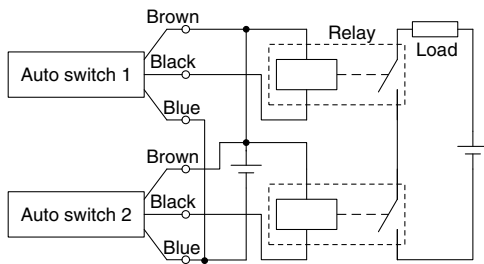 Brown
Relay
Load
Auto switch 1
Black
Blue
Brown
Auto switch 2
Black
Blue